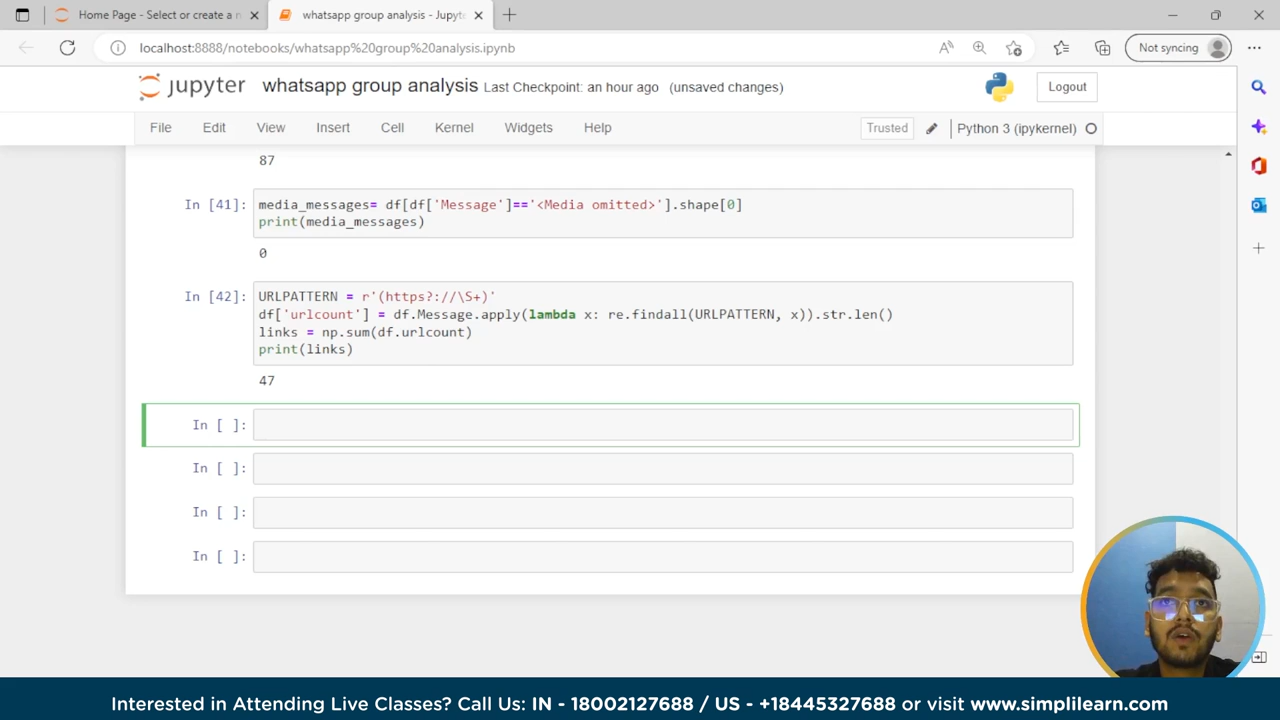 Home Page - Select or create a n
whatsapp group analysis - Jupyte
localhost:8888/notebooks/whatsapp%20group%20analysis.ipynb
Not syncing
jupyter whatsapp group analysis Last Checkpoint: an hour ago (unsaved changes)
Logout
File Edit View Insert Cell Kernel Widgets Help
Trusted
Python 3 (ipykernel)
87
In [41]: media_messages= df[df['Message']=='<Media omitted>'].shape[0]
print(media_messages)
0
In [42]: URLPATTERN = r'(https?://\S+)'
df['urlcount'] = df.Message.apply(lambda x: re.findall(URLPATTERN, x)).str.len()
links = np.sum(df.urlcount)
print(links)
47
In [ ]:
In [ ]:
In [ ]:
In [ ]:
Interested in Attending Live Classes? Call Us: IN - 18002127688 / US - +18445327688 or visit www.simplilearn.com